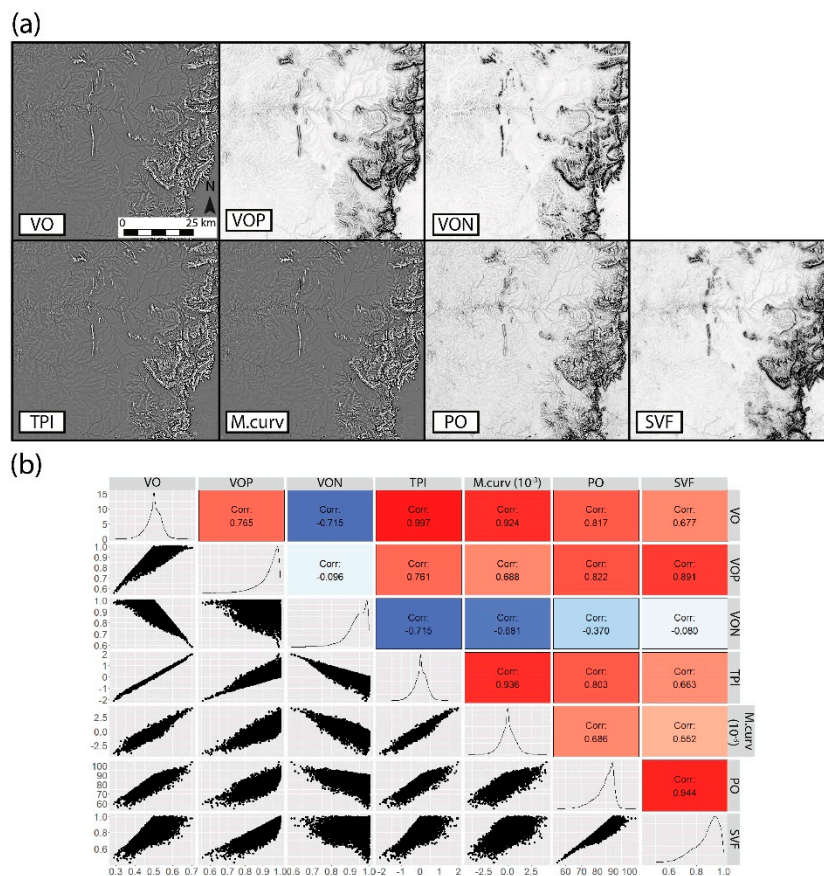 (a)
VO
N
0 25 km
VOP
VON
TPI
M.curv
PO
SVF
(b)
VO VOP VON TPI M.curv (10⁻³) PO SVF
15
10
5
0
Corr: 0.765
Corr: -0.715
Corr: 0.997
Corr: 0.924
Corr: 0.817
Corr: 0.677
VO
1.0
0.9
0.8
0.7
0.6
Corr: -0.096
Corr: 0.761
Corr: 0.688
Corr: 0.822
Corr: 0.891
VOP
1.0
0.9
0.8
0.7
0.6
Corr: -0.715
Corr: -0.681
Corr: -0.370
Corr: -0.080
VON
2
1
0
-1
-2
Corr: 0.936
Corr: 0.803
Corr: 0.663
TPI
2.5
0.0
-2.5
Corr: 0.686
Corr: 0.552
M.curv
100
90
80
70
60
Corr: 0.944
PO
1.0
0.8
0.6
SVF
0.3 0.4 0.5 0.6 0.7 0.6 0.7 0.8 0.9 1.0 0.6 0.7 0.8 0.9 1.0 -2 -1 0 1 2 -2.5 0.0 2.5 60 70 80 90 100 0.6 0.8 1.0